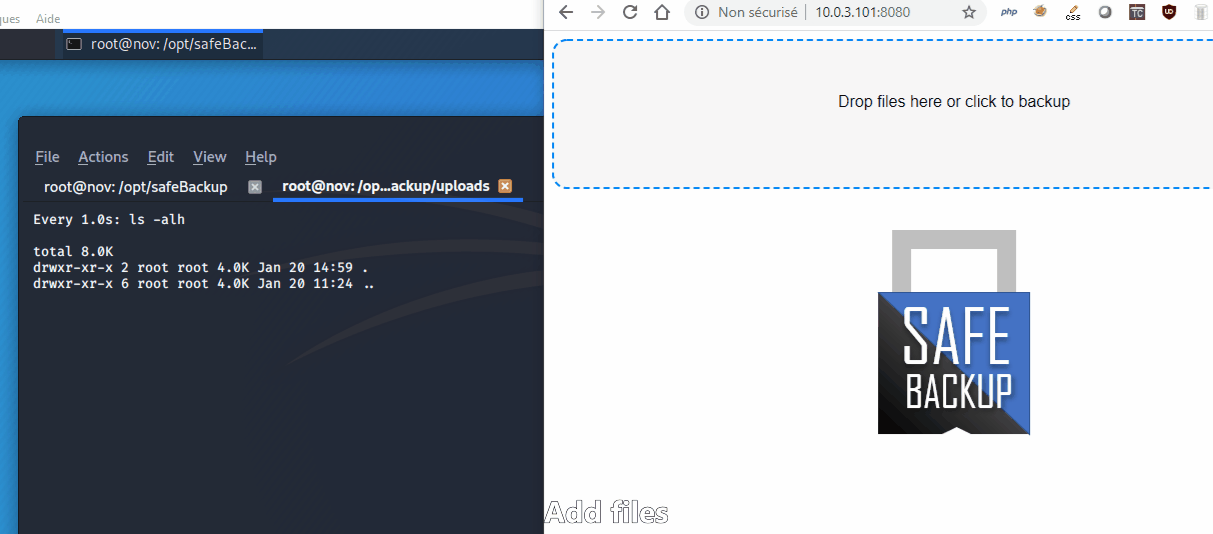 ques Aide
root@nov: /opt/safeBac...
File Actions Edit View Help
root@nov: /opt/safeBackup root@nov: /op...ackup/uploads
Every 1.0s: ls -alh
total 8.0K
drwxr-xr-x 2 root root 4.0K Jan 20 14:59 .
drwxr-xr-x 6 root root 4.0K Jan 20 11:24 ..
Non sécurisé | 10.0.3.101:8080
php css TC UD
Drop files here or click to backup
SAFE
BACKUP
Add files